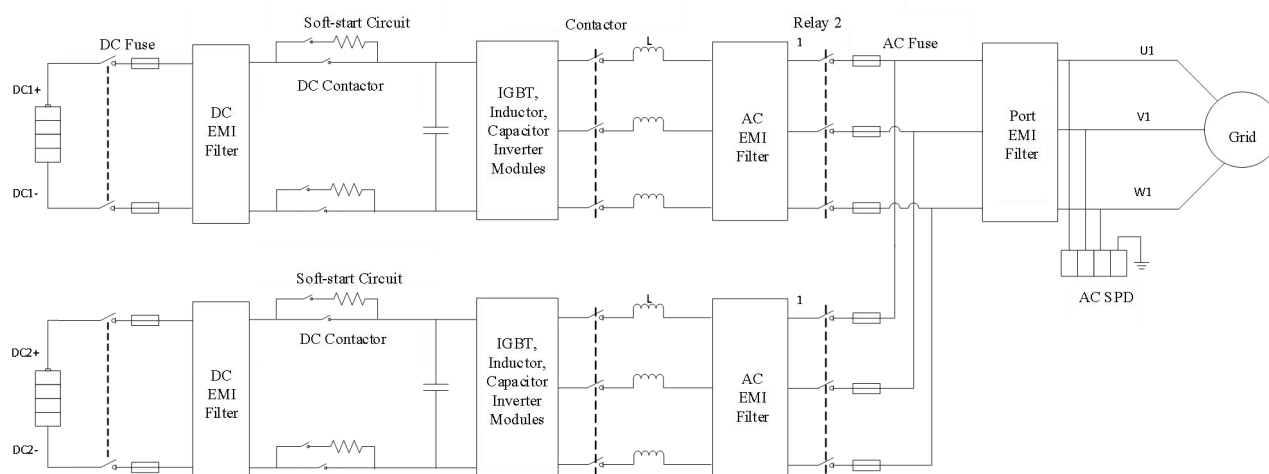 Soft-start Circuit
Contactor
Relay 2
DC Fuse
L
1
AC Fuse
U1
DC1+
DC Contactor
DC
EMI
Filter
IGBT,
Inductor,
Capacitor
Inverter
Modules
AC
EMI
Filter
Port
EMI
Filter
V1
Grid
DC1-
W1
Soft-start Circuit
AC SPD
L
1
DC2+
DC Contactor
DC
EMI
Filter
IGBT,
Inductor,
Capacitor
Inverter
Modules
AC
EMI
Filter
DC2-